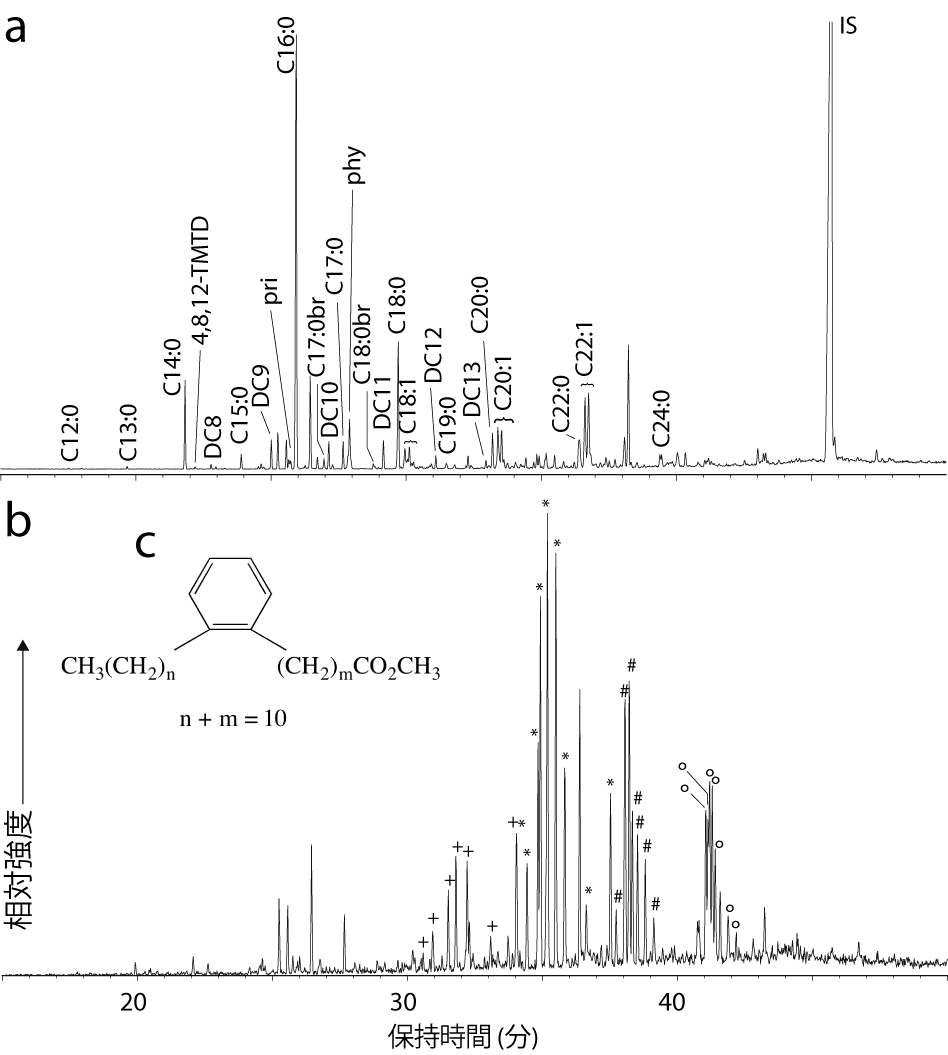 a
IS
C16:0
phy
C17:0
4,8,12-TMTD
pri
C18:0
C20:0
C17:0br
C18:0br
DC12
C22:1
C14:0
DC9
DC10
DC11
C18:1
DC13
C20:1
C12:0
C13:0
DC8
C15:0
C19:0
C22:0
C24:0
b
c
CH3(CH2)n
(CH2)mCO2CH3
n + m = 10
* * * * * * * * * *
# # # # # # #
+ + + + + + +
o o o o o o o
相対強度
20
30
40
保持時間 (分)